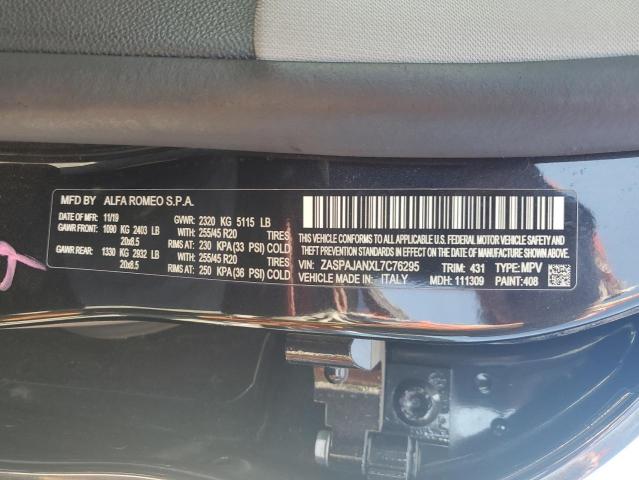 MFD BY ALFA ROMEO S.P.A.
DATE OF MFR: 11/19 GVWR: 2320 KG 5115 LB
GAWR FRONT: 1090 KG 2403 LB WITH: 255/45 R20 TIRES
20x8.5 RIMS AT: 230 KPA(33 PSI) COLD
GAWR REAR: 1330 KG 2932 LB WITH: 255/45 R20 TIRES
20x8.5 RIMS AT: 250 KPA(36 PSI) COLD
THIS VEHICLE CONFORMS TO ALL APPLICABLE U.S. FEDERAL MOTOR VEHICLE SAFETY, BUMPER, AND
THEFT PREVENTION STANDARDS IN EFFECT ON THE DATE OF MANUFACTURE SHOWN ABOVE.
VIN: ZASPAJANXL7C76295 TRIM: 431 TYPE: MPV
VEHICLE MADE IN: ITALY MDH: 111309 PAINT:408